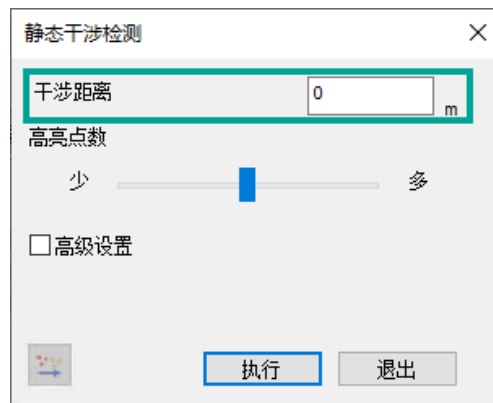 静态干涉检测
干涉距离 0 m
高亮点数
少 多
高级设置
执行 退出